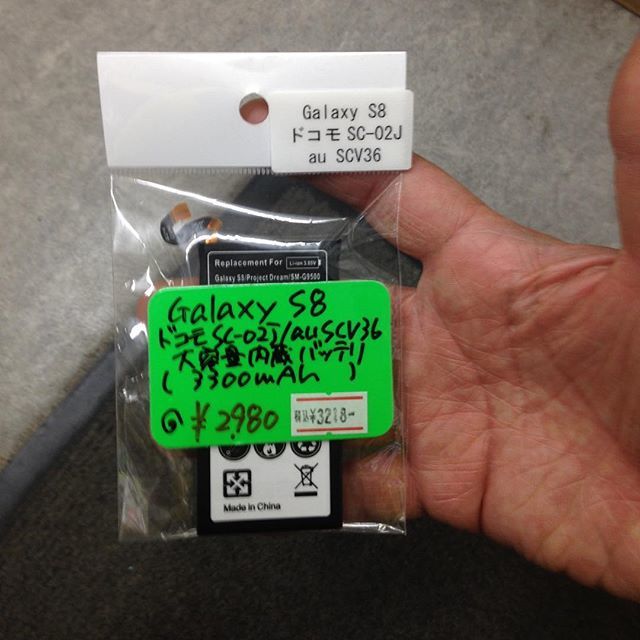 Galaxy S8
ドコモ SC-02J
au SCV36
Replacement For
Li-ion 3.85V
Galaxy S8/Project Dream/SM-G9500
Galaxy S8
ドコモSC-02J/auSCV36
大容量内蔵バッテリ
( 3300mAh )
¥2980
税込¥3218-
Made in China